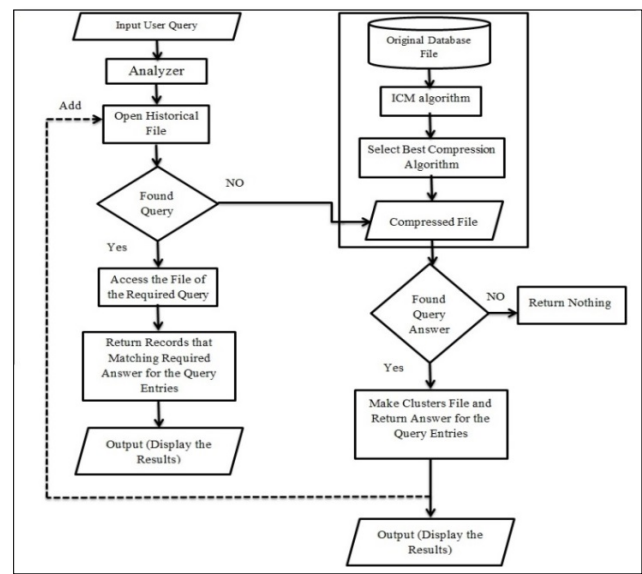 Input User Query
Analyzer
Add
Open Historical
File
Found
Query
NO
Yes
Access the File of
the Required Query
Return Records that
Matching Required
Answer for the Query
Entries
Output (Display the
Results)
Original Database
File
ICM algorithm
Select Best Compression
Algorithm
Compressed File
Found
Query
Answer
NO
Return Nothing
Yes
Make Clusters File and
Return Answer for the
Query Entries
Output (Display the
Results)